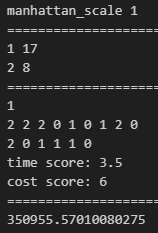 manhattan_scale 1
=====================
1 17
2 8
=====================
1
2 2 2 0 1 0 1 2 0
2 0 1 1 1 0
time score: 3.5
cost score: 6
=====================
350955.57010080275